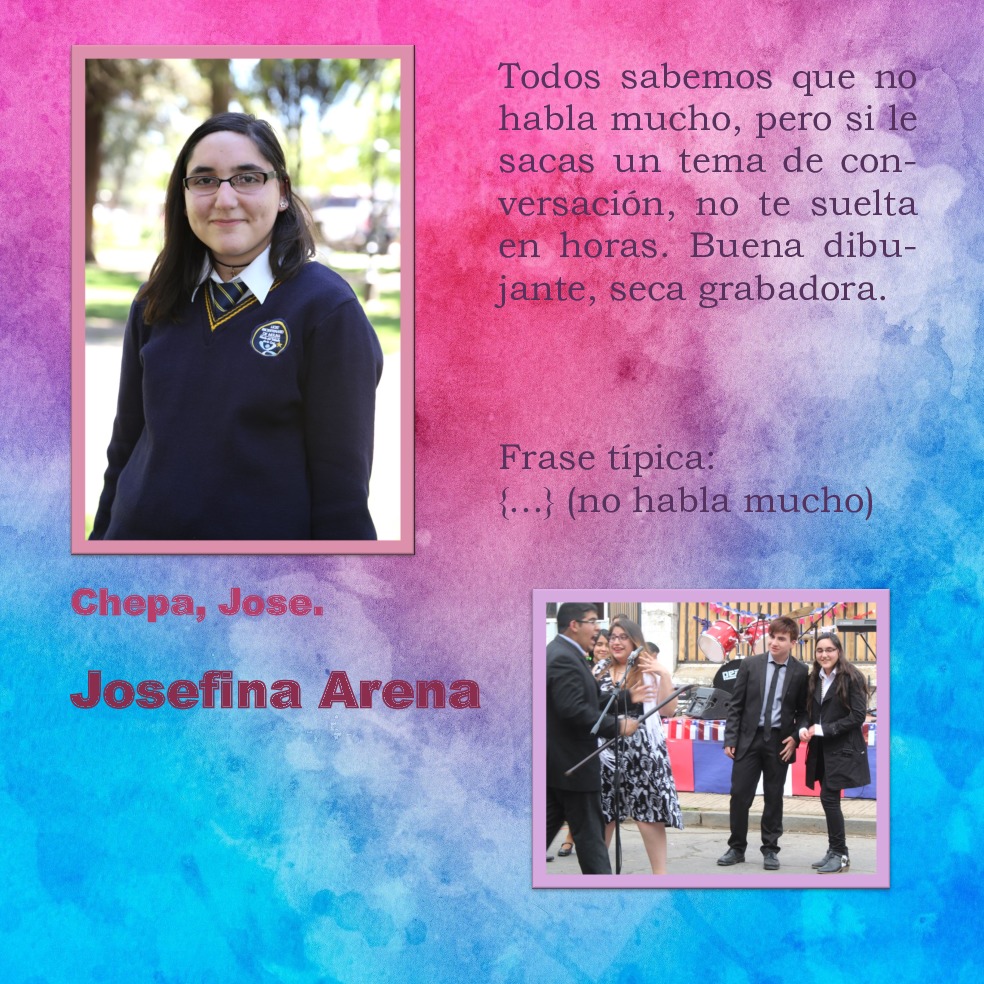 Todos sabemos que no
habla mucho, pero si le
sacas un tema de con-
versación, no te suelta
en horas. Buena dibu-
jante, seca grabadora.
Frase típica:
{...} (no habla mucho)
Chepa, Jose.
Josefina Arena